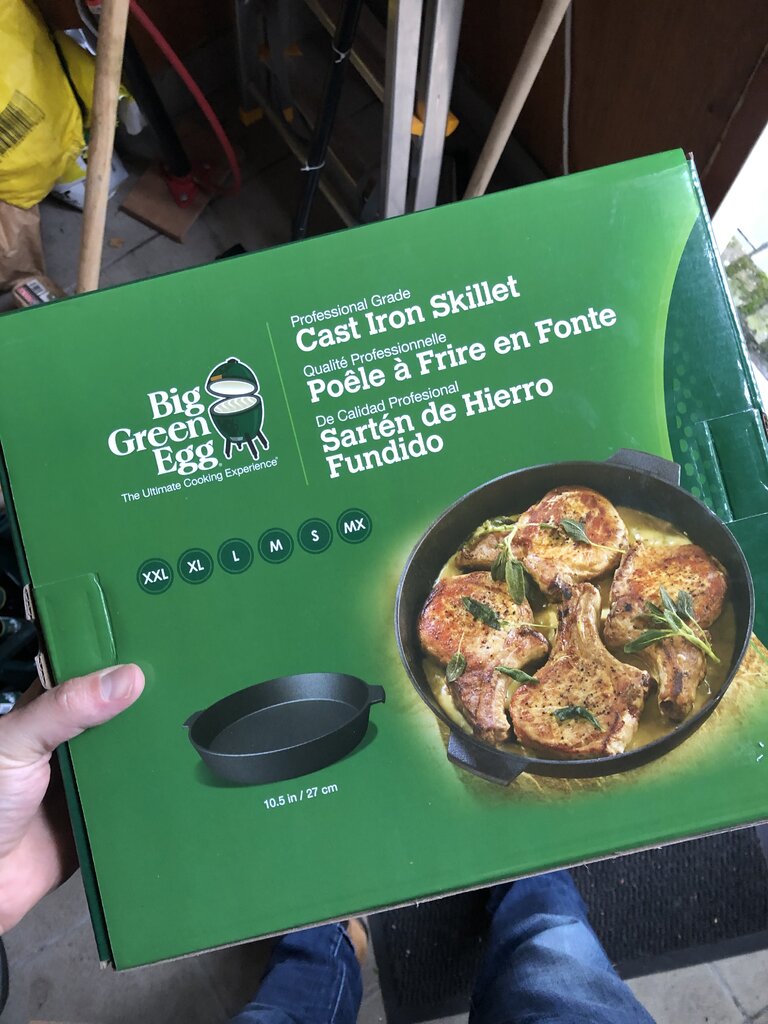 Professional Grade
Cast Iron Skillet
Qualité Professionnelle
Poêle à Frire en Fonte
De Calidad Profesional
Sartén de Hierro
Fundido
Big
Green
Egg®
The Ultimate Cooking Experience®
XXL XL L M S MX
10.5 in / 27 cm